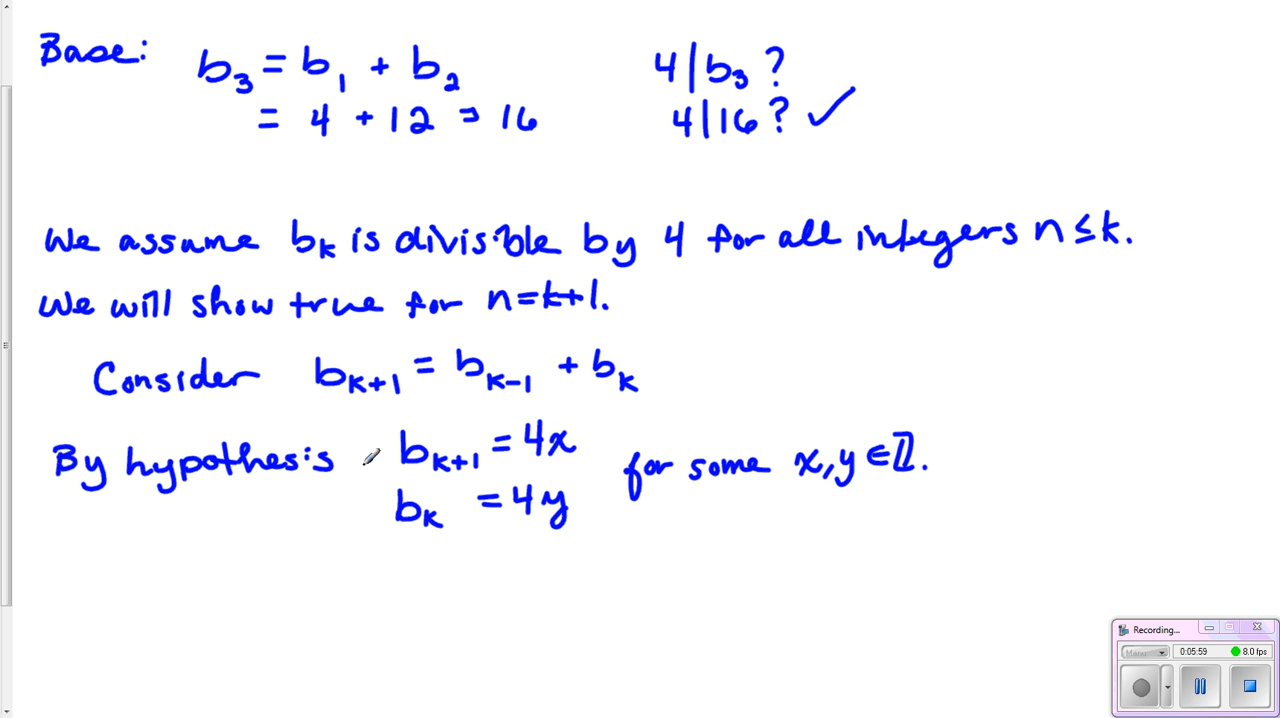 Base: b₃ = b₁ + b₂ 4|b₃ ?
= 4 + 12 = 16 4|16 ? ✓
We assume bₖ is divisible by 4 for all integers n ≤ k.
We will show true for n=k+1.
Consider bₖ₊₁ = bₖ₋₁ + bₖ
By hypothesis bₖ₊₁ = 4x for some x, y ∈ ℤ.
bₖ = 4y
Recording...
Menu 0:05:59 8.0 fps